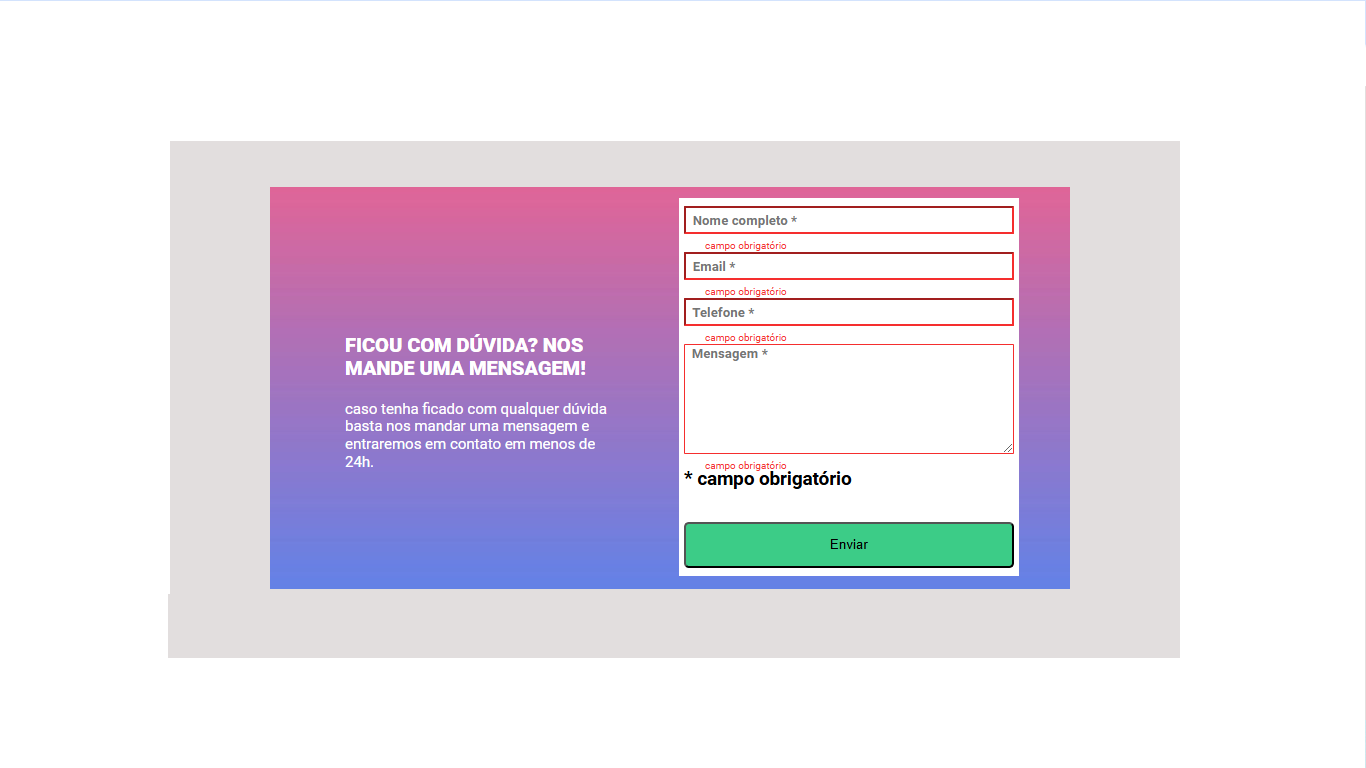 FICOU COM DÚVIDA? NOS
MANDE UMA MENSAGEM!
caso tenha ficado com qualquer dúvida
basta nos mandar uma mensagem e
entraremos em contato em menos de
24h.
Nome completo *
campo obrigatório
Email *
campo obrigatório
Telefone *
campo obrigatório
Mensagem *
campo obrigatório
* campo obrigatório
Enviar